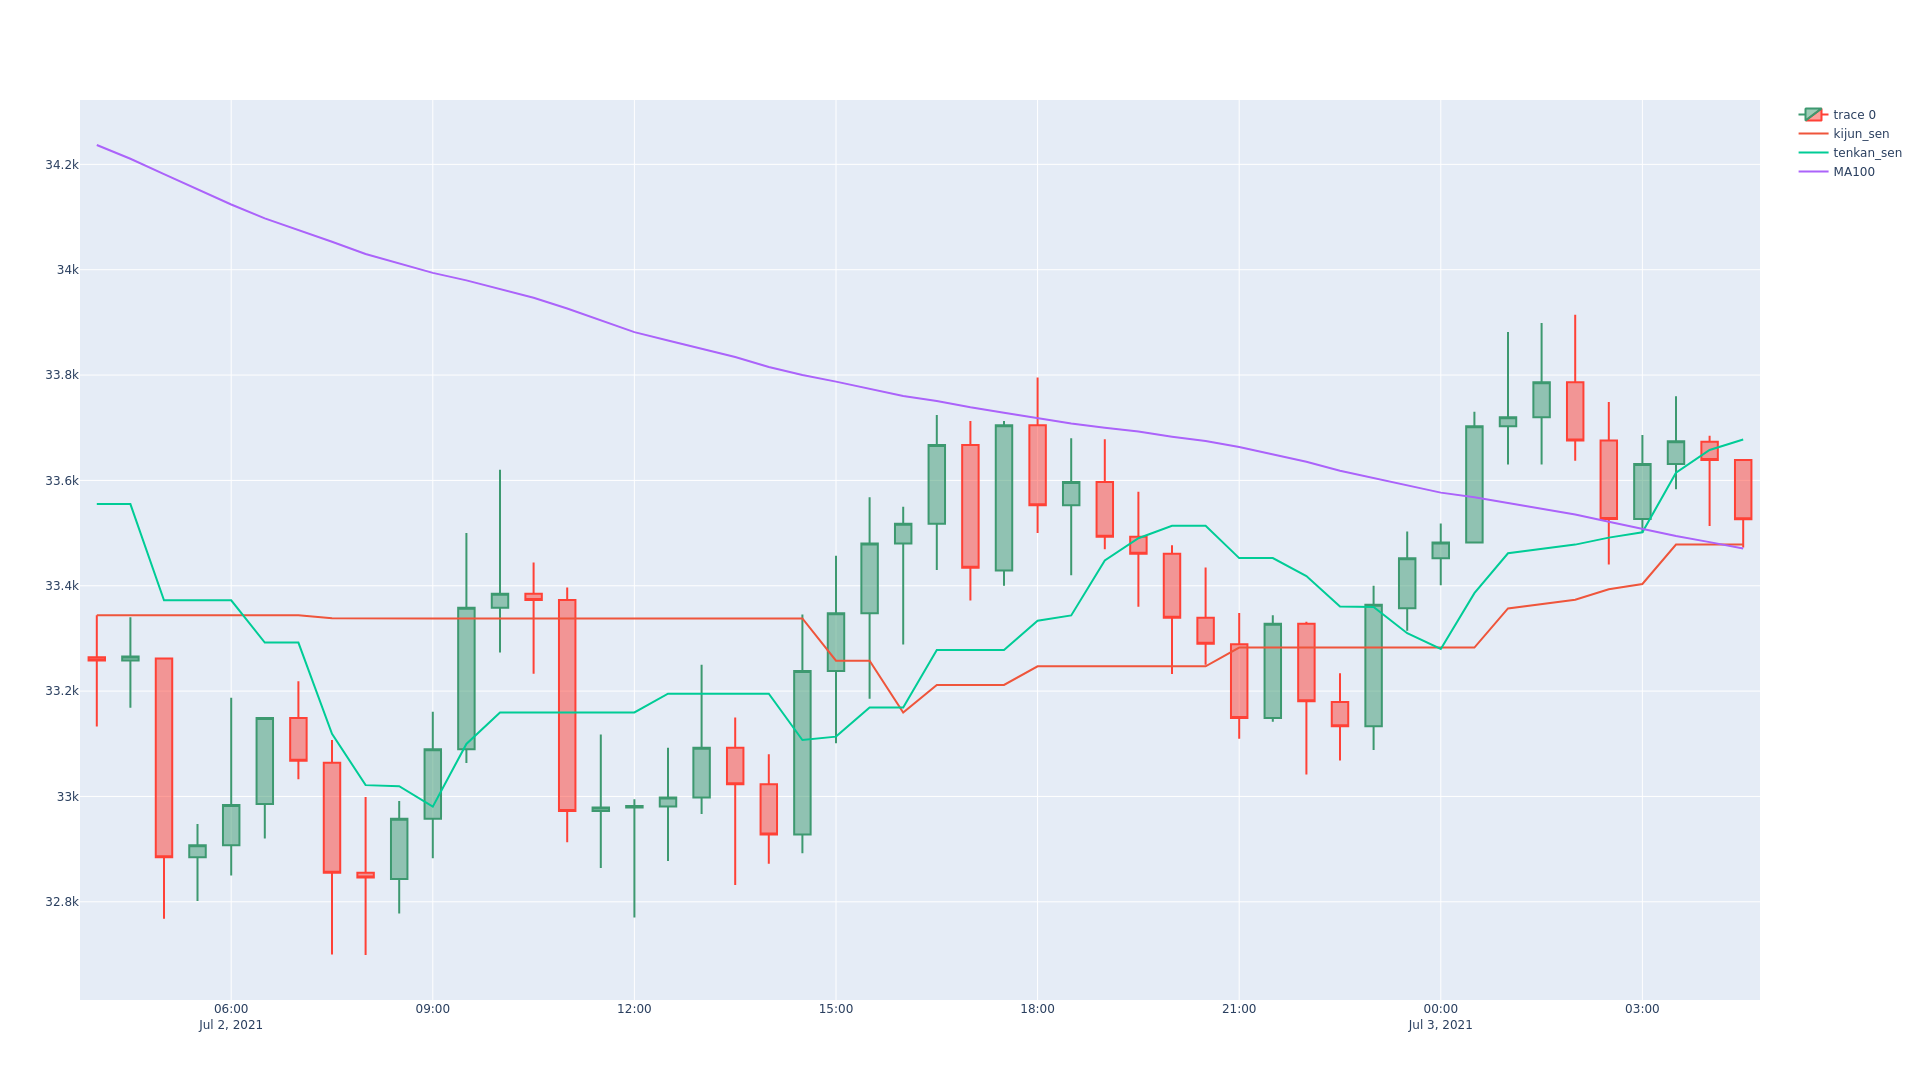 trace 0
kijun_sen
tenkan_sen
MA100
34.2k
34k
33.8k
33.6k
33.4k
33.2k
33k
32.8k
06:00 09:00 12:00 15:00 18:00 21:00 00:00 03:00
Jul 2, 2021 Jul 3, 2021